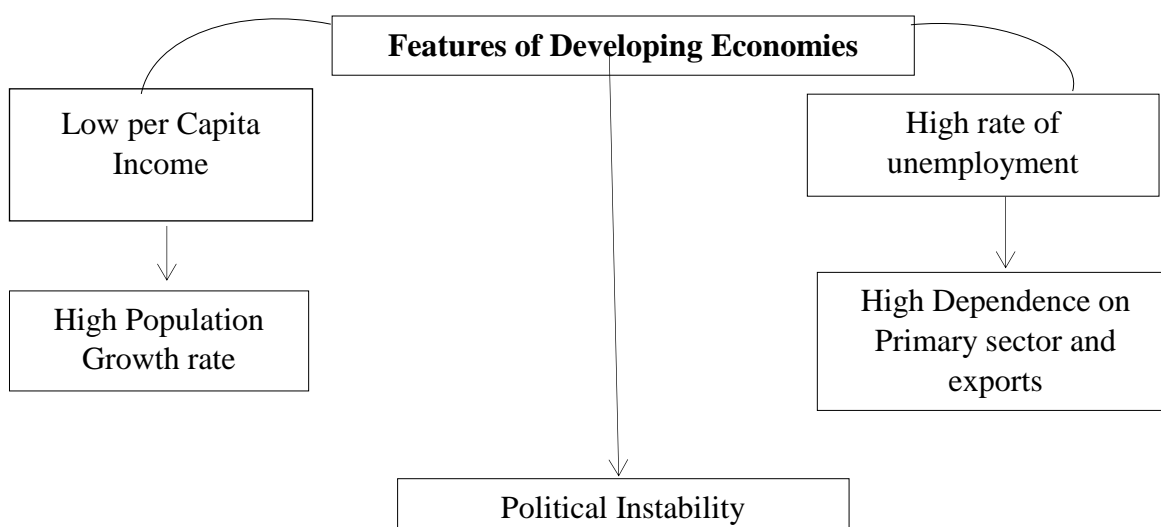 Features of Developing Economies
Low per Capita
Income
High rate of
unemployment
High Population
Growth rate
High Dependence on
Primary sector and
exports
Political Instability